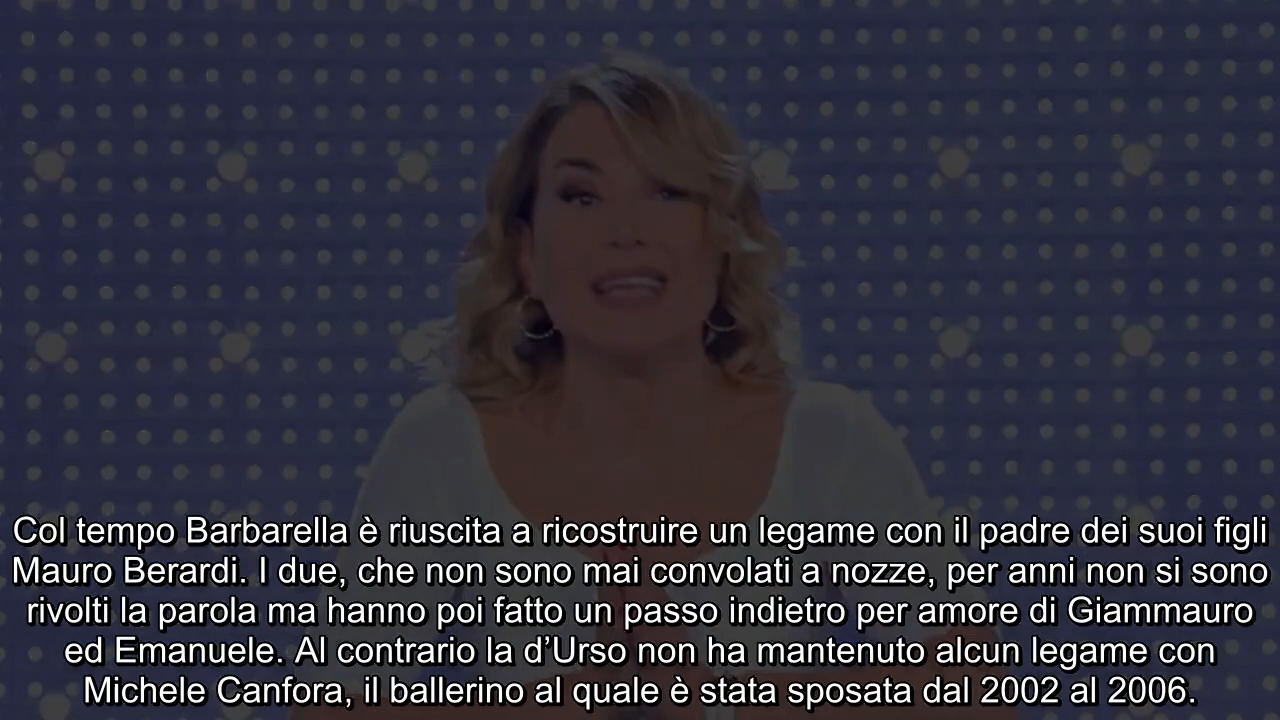 Col tempo Barbarella è riuscita a ricostruire un legame con il padre dei suoi figli
Mauro Berardi. I due, che non sono mai convolati a nozze, per anni non si sono
rivolti la parola ma hanno poi fatto un passo indietro per amore di Giammauro
ed Emanuele. Al contrario la d’Urso non ha mantenuto alcun legame con
Michele Canfora, il ballerino al quale è stata sposata dal 2002 al 2006.